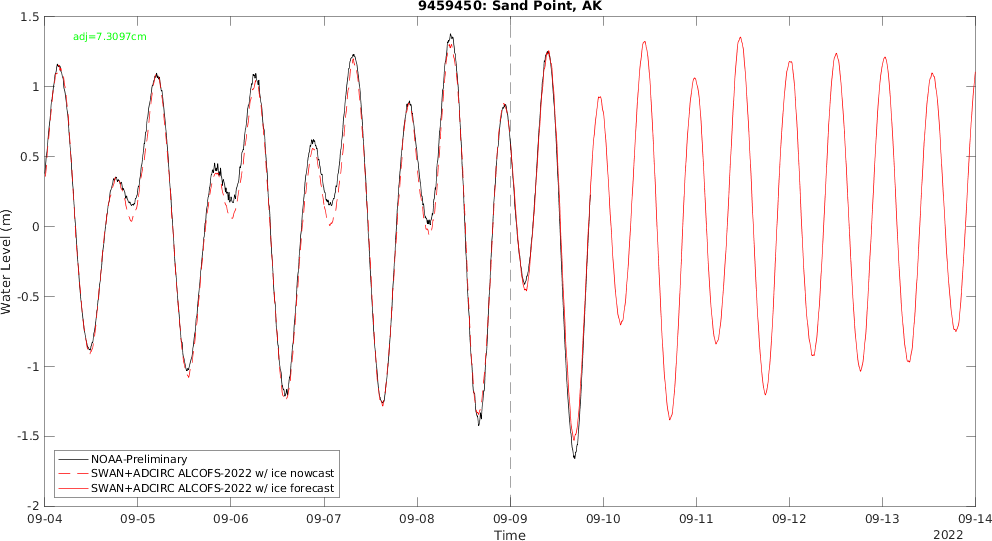 9459450: Sand Point, AK
adj=7.3097cm
1.5
1
0.5
0
-0.5
-1
-1.5
-2
Water Level (m)
NOAA-Preliminary
SWAN+ADCIRC ALCOFS-2022 w/ ice nowcast
SWAN+ADCIRC ALCOFS-2022 w/ ice forecast
09-04 09-05 09-06 09-07 09-08 09-09 09-10 09-11 09-12 09-13 09-14
Time
2022